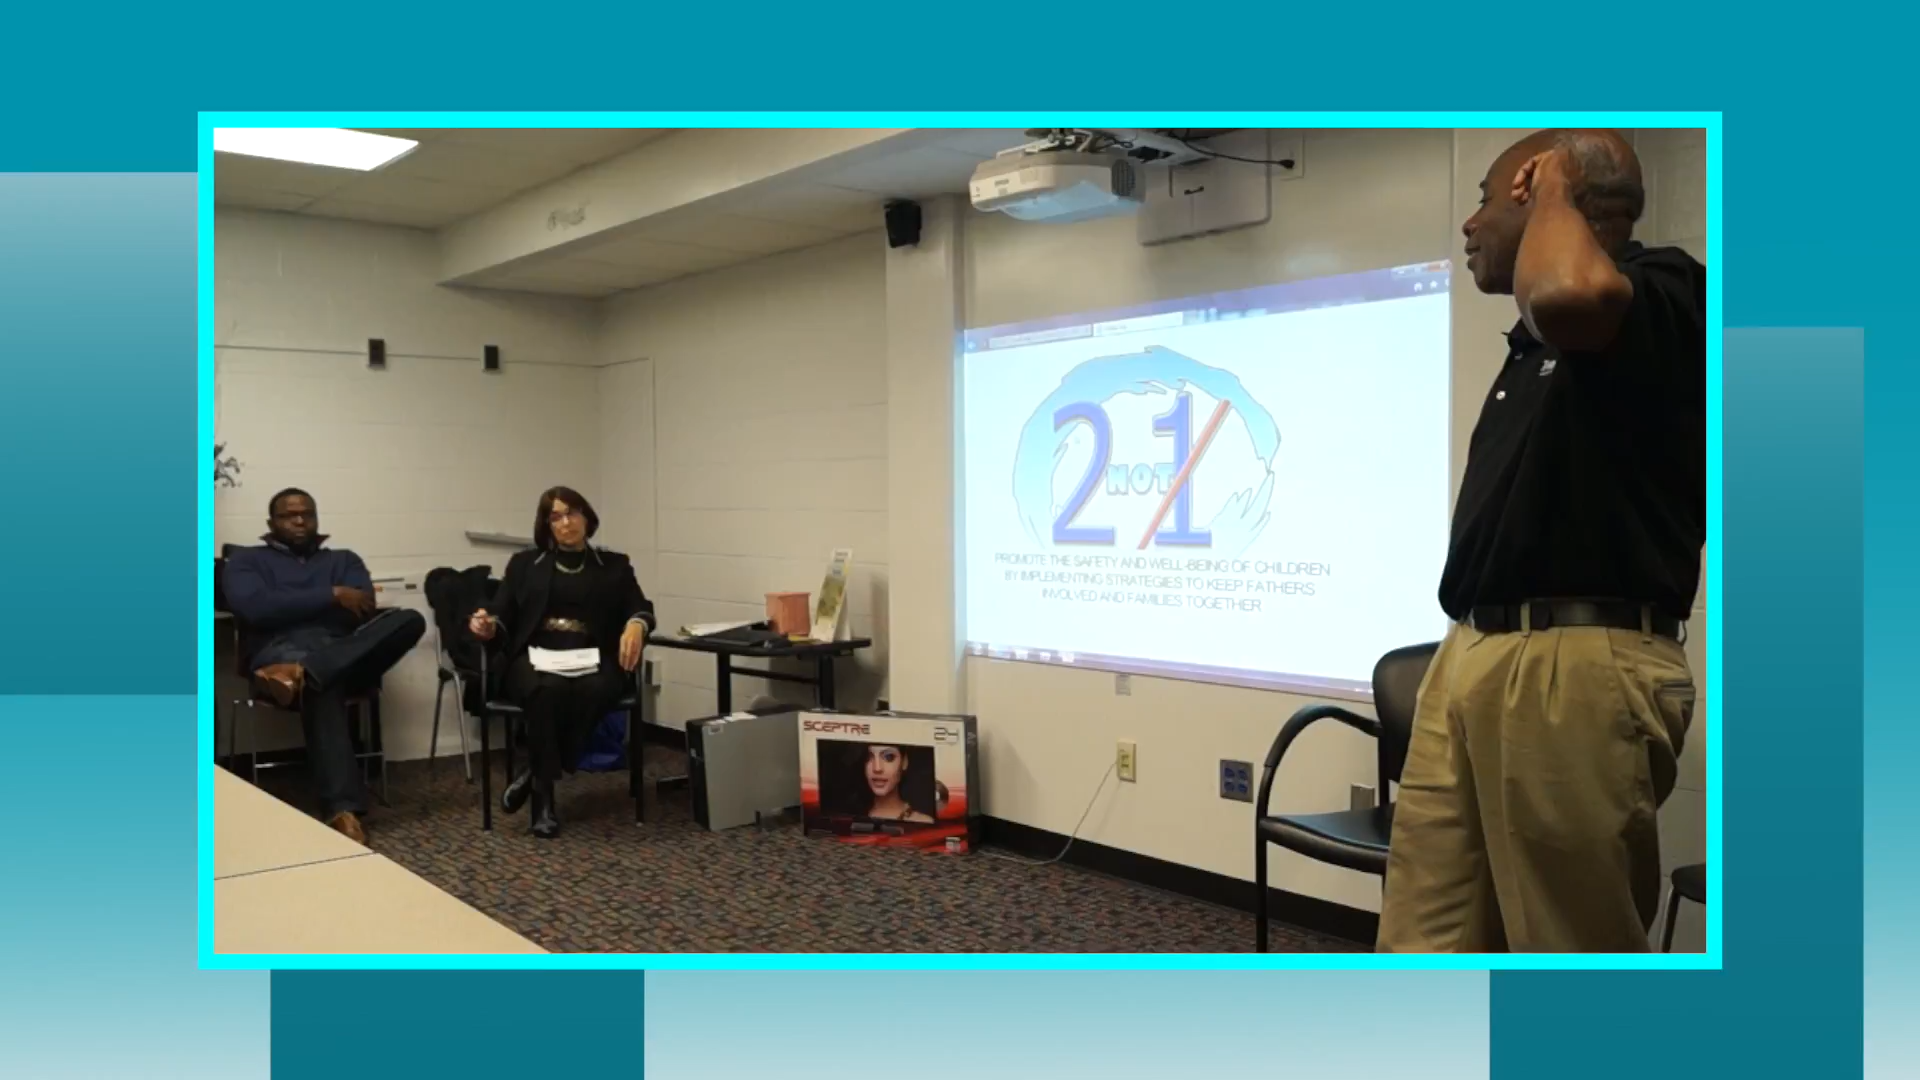 2 NOT 1
PROMOTE THE SAFETY AND WELL-BEING OF CHILDREN
BY IMPLEMENTING STRATEGIES TO KEEP FATHERS
INVOLVED AND FAMILIES TOGETHER
SCEPTRE
24